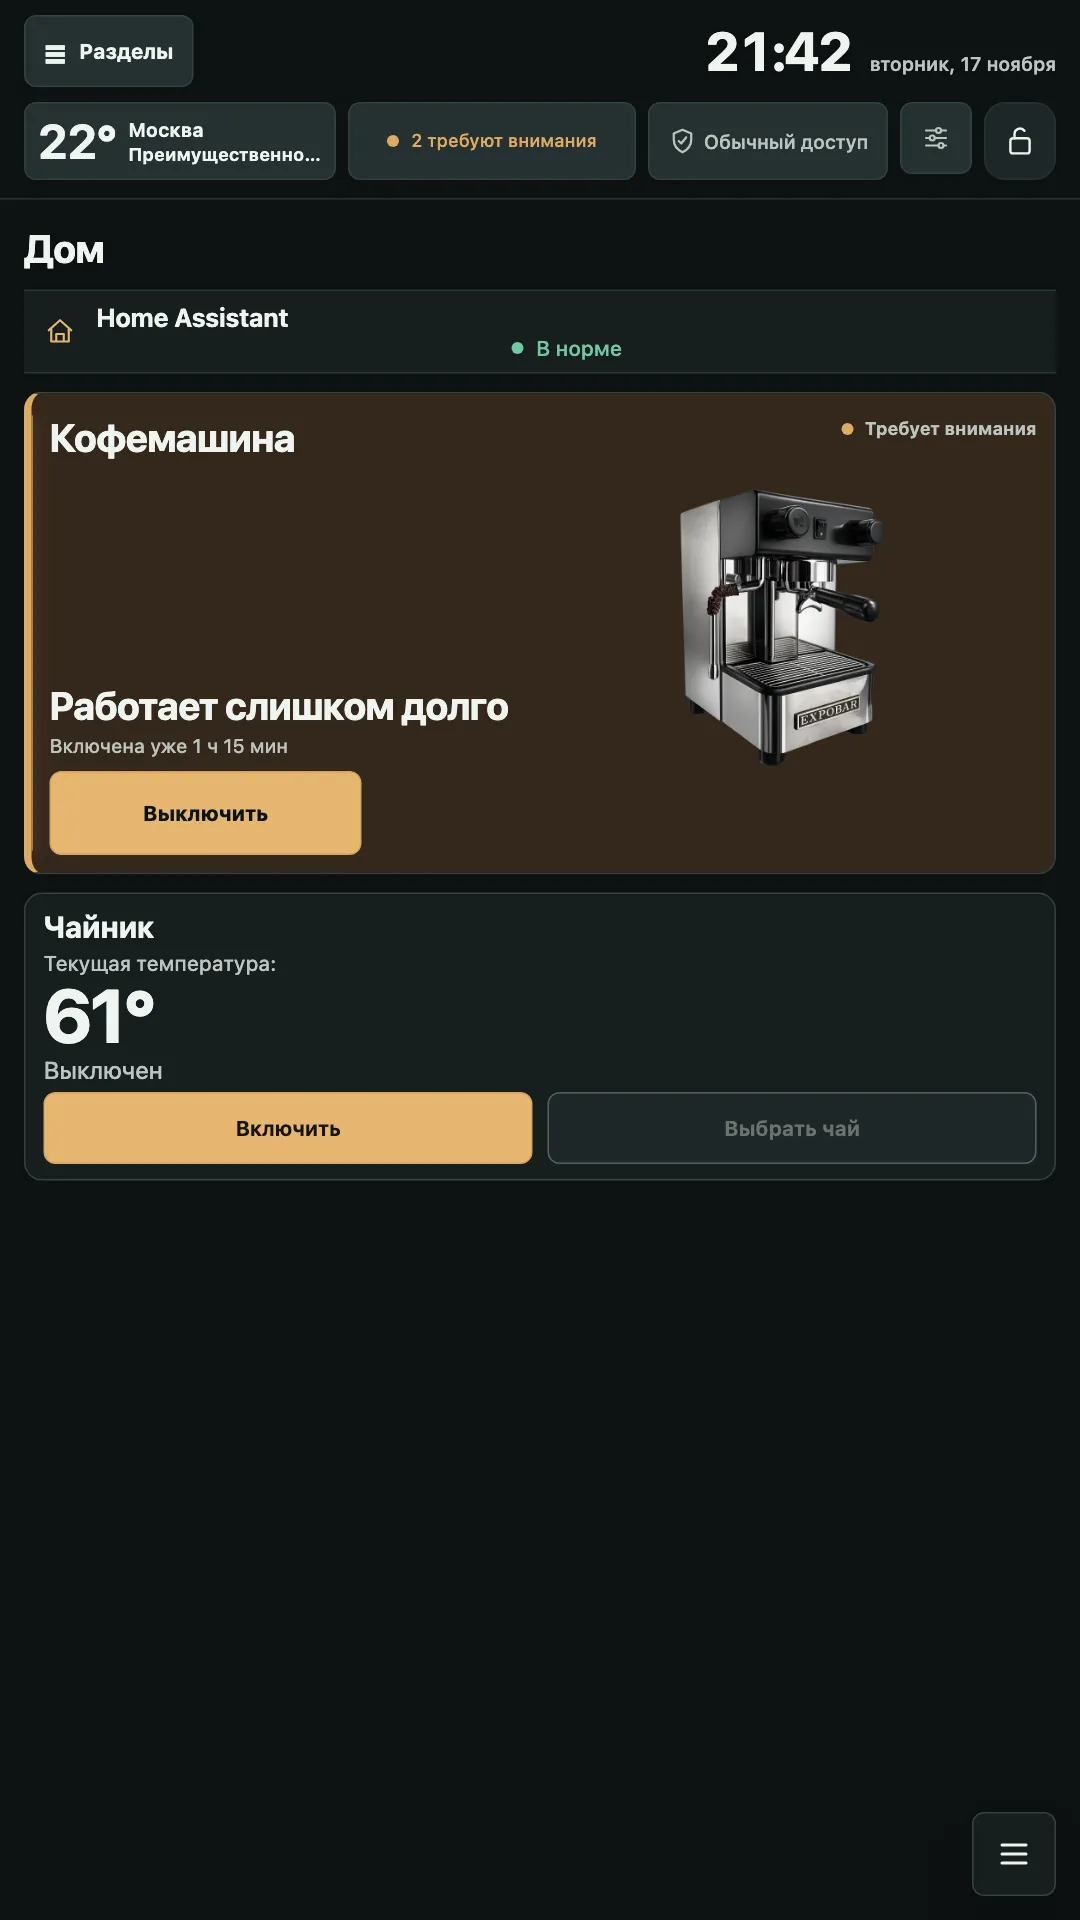 Разделы
21:42 вторник, 17 ноября
22° Москва
Преимущественно...
2 требуют внимания
Обычный доступ
Дом
Home Assistant
В норме
Кофемашина
Требует внимания
EXPOBAR
Работает слишком долго
Включена уже 1 ч 15 мин
Выключить
Чайник
Текущая температура:
61°
Выключен
Включить
Выбрать чай